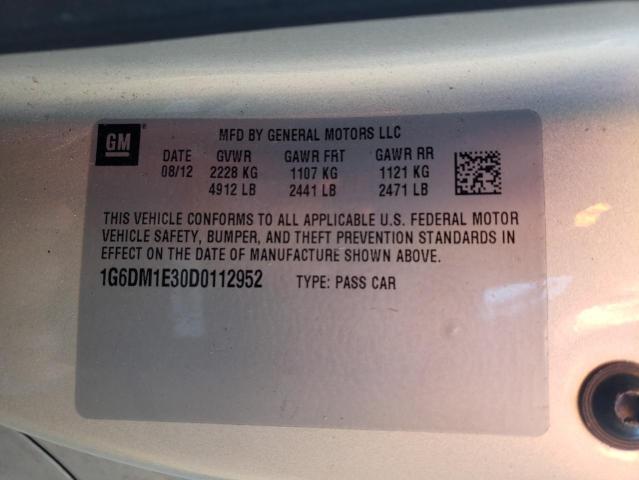 GM
MFD BY GENERAL MOTORS LLC
DATE GVWR GAWR FRT GAWR RR
08/12 2228 KG 1107 KG 1121 KG
4912 LB 2441 LB 2471 LB
THIS VEHICLE CONFORMS TO ALL APPLICABLE U.S. FEDERAL MOTOR
VEHICLE SAFETY, BUMPER, AND THEFT PREVENTION STANDARDS IN
EFFECT ON THE DATE OF MANUFACTURE SHOWN ABOVE.
1G6DM1E30D0112952 TYPE: PASS CAR